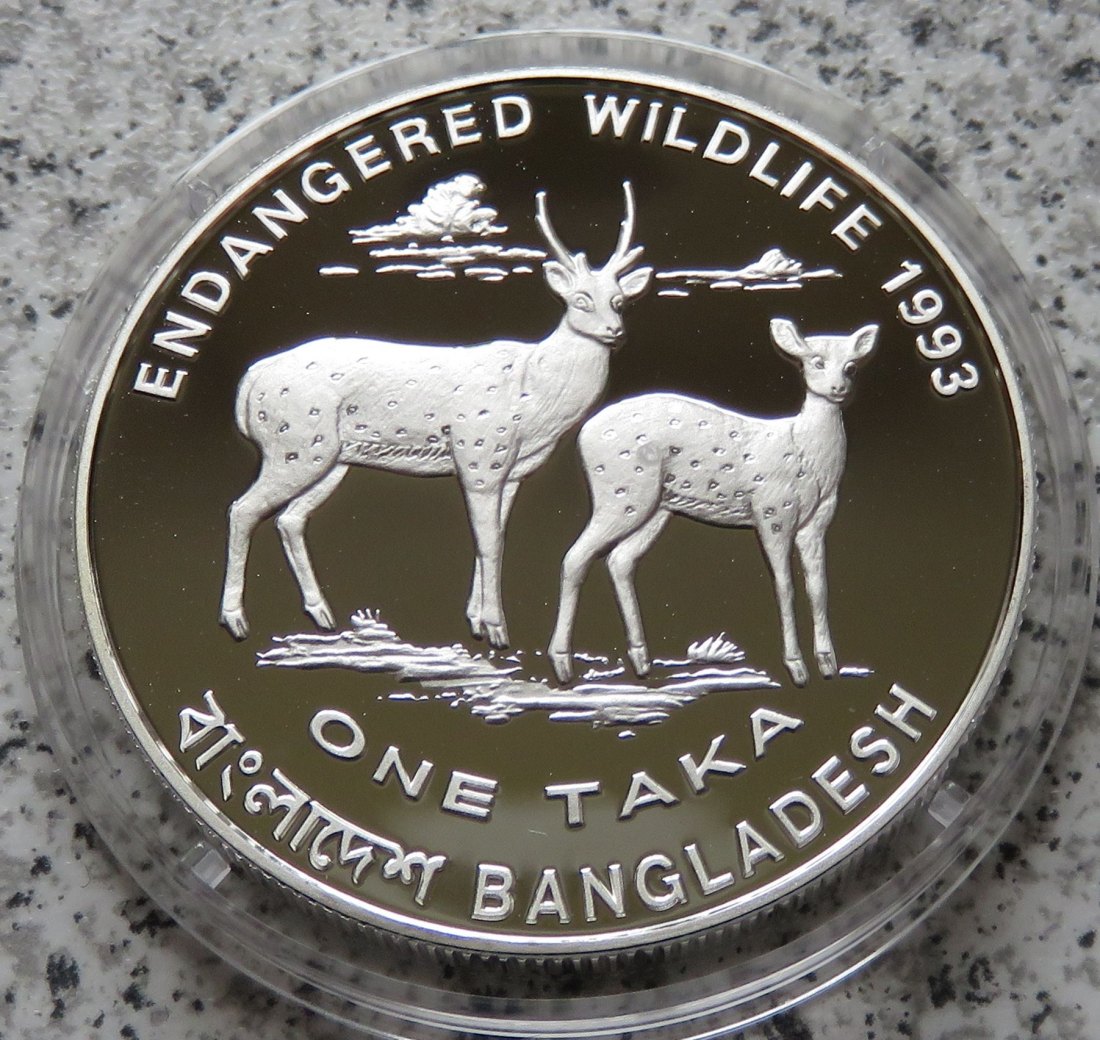 ENDANGERED WILDLIFE 1993
ONE TAKA
বাংলাদেশ BANGLADESH